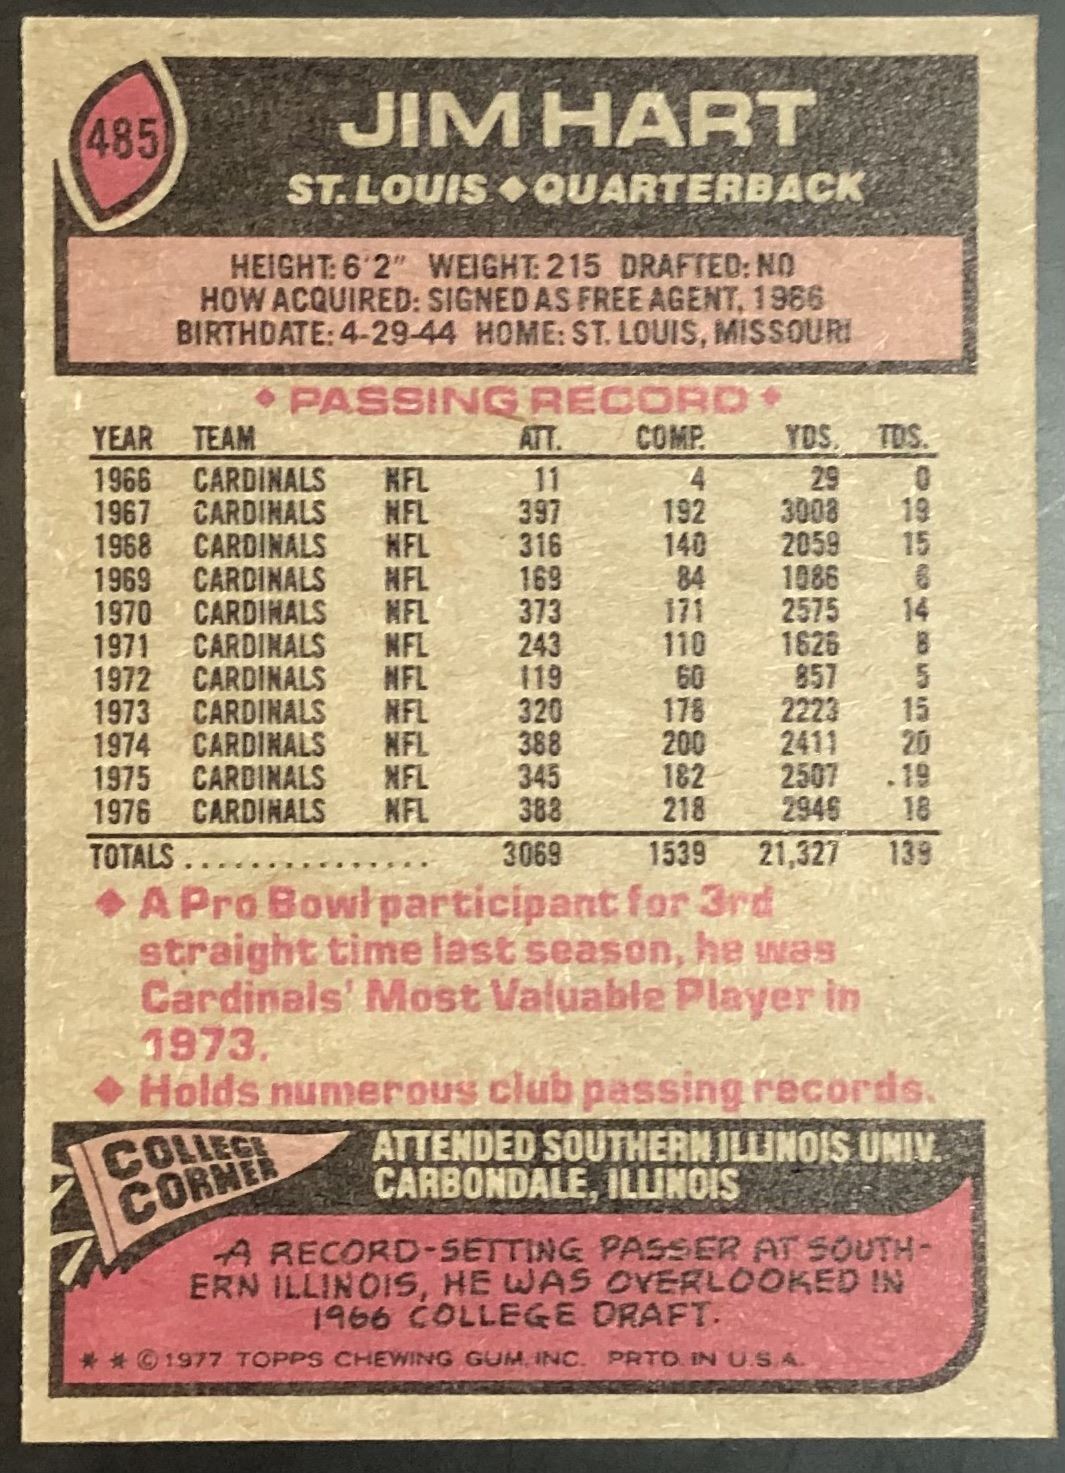 485
JIM HART
ST. LOUIS ◆ QUARTERBACK
HEIGHT: 6'2" WEIGHT: 215 DRAFTED: NO
HOW ACQUIRED: SIGNED AS FREE AGENT, 1966
BIRTHDATE: 4-29-44 HOME: ST. LOUIS, MISSOURI
◆ PASSING RECORD ◆
YEAR TEAM ATT. COMP. YDS. TDS.
1966 CARDINALS NFL 11 4 29 0
1967 CARDINALS NFL 397 192 3008 19
1968 CARDINALS NFL 316 140 2059 15
1969 CARDINALS NFL 169 84 1086 6
1970 CARDINALS NFL 373 171 2575 14
1971 CARDINALS NFL 243 110 1626 8
1972 CARDINALS NFL 119 60 857 5
1973 CARDINALS NFL 320 178 2223 15
1974 CARDINALS NFL 388 200 2411 20
1975 CARDINALS NFL 345 182 2507 19
1976 CARDINALS NFL 388 218 2946 18
TOTALS . . . . . . . . . . . . . . . 3069 1539 21,327 139
◆ A Pro Bowl participant for 3rd
straight time last season, he was
Cardinals' Most Valuable Player in
1973.
◆ Holds numerous club passing records.
COLLEGE
CORNER
ATTENDED SOUTHERN ILLINOIS UNIV.
CARBONDALE, ILLINOIS
A RECORD-SETTING PASSER AT SOUTH-
ERN ILLINOIS, HE WAS OVERLOOKED IN
1966 COLLEGE DRAFT.
★ ★ © 1977 TOPPS CHEWING GUM, INC. PRTD. IN U.S.A.